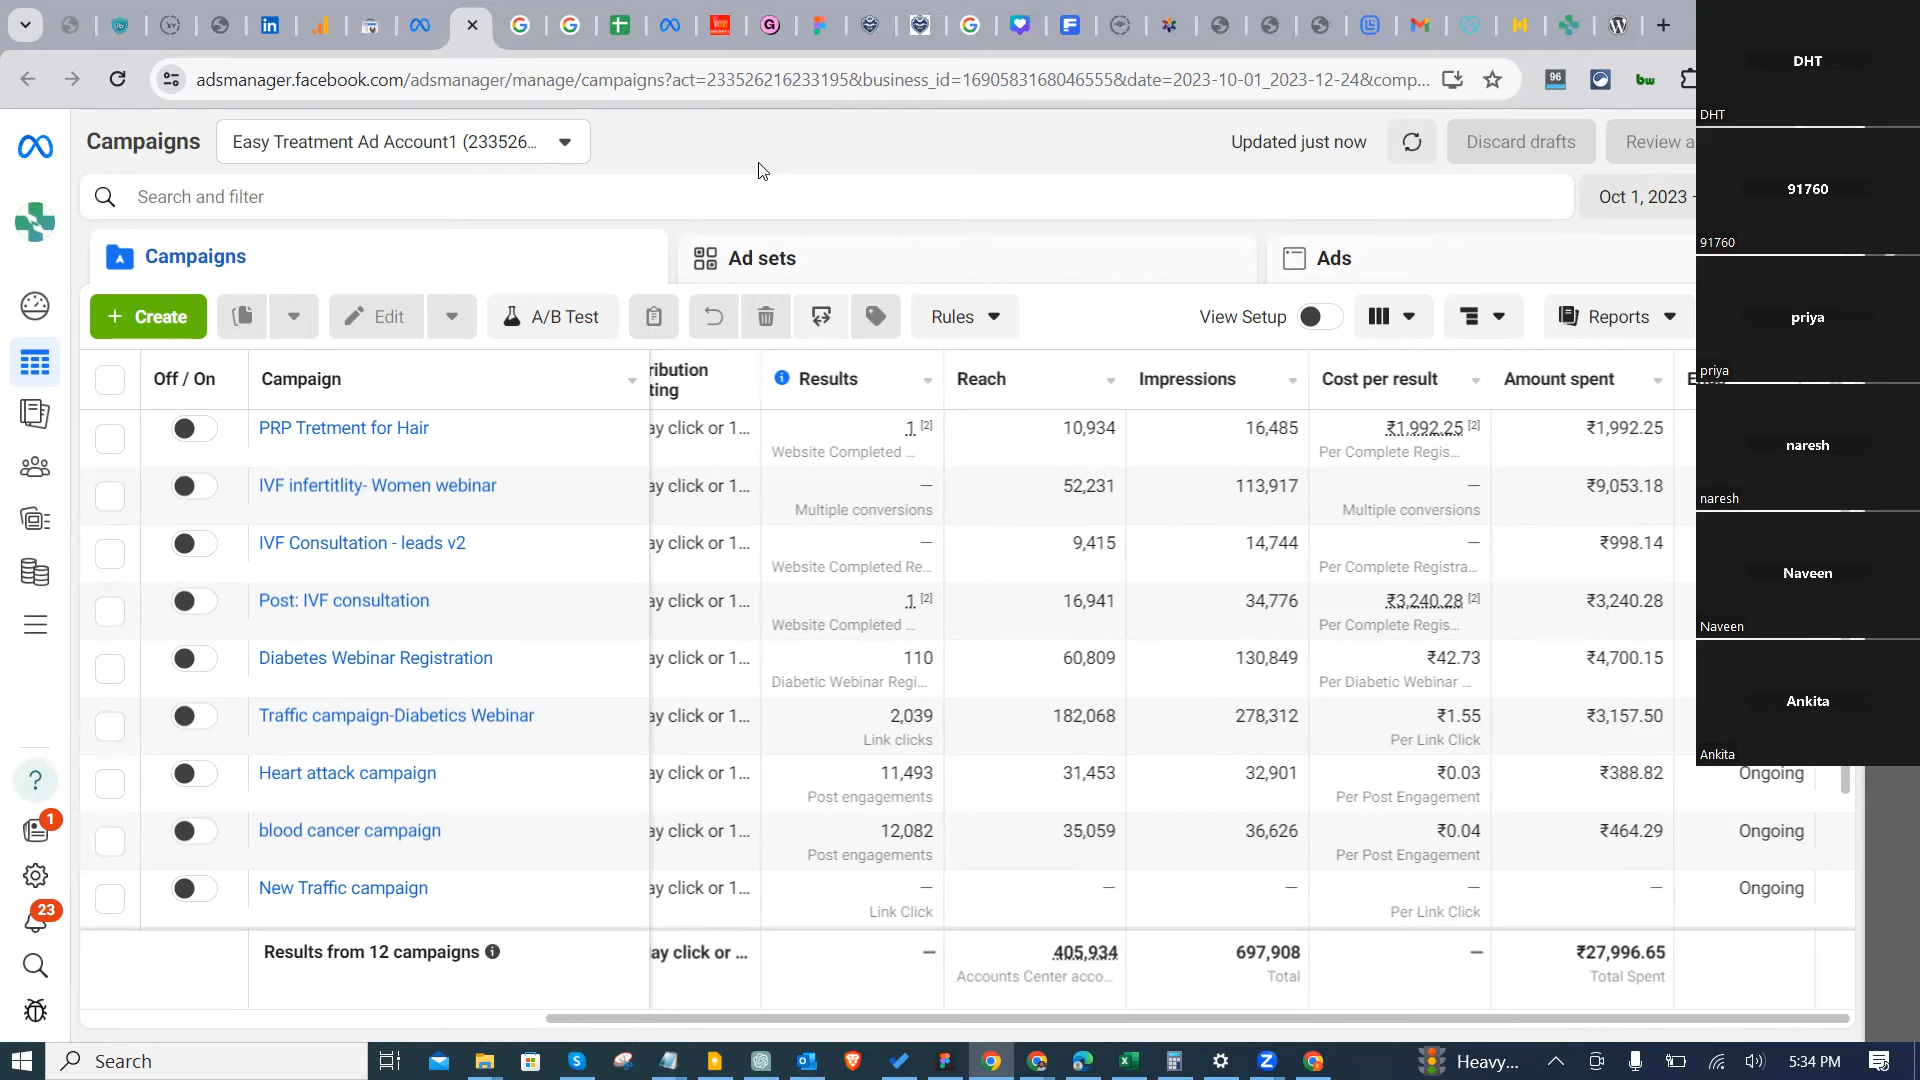 adsmanager.facebook.com/adsmanager/manage/campaigns?act=233526216233195&business_id=1690583168046555&date=2023-10-01_2023-12-24&comp...
96
bw
Campaigns
Easy Treatment Ad Account1 (233526...
Updated just now
Discard drafts
Review a
Search and filter
Oct 1, 2023 -
Campaigns
Ad sets
Ads
+ Create
Edit
A/B Test
Rules
View Setup
Reports
Off / On Campaign ribution Results Reach Impressions Cost per result Amount spent
ting
PRP Tretment for Hair ay click or 1... 1 [2] 10,934 16,485 ₹1,992.25 [2] ₹1,992.25
Website Completed ... Per Complete Regis...
IVF infertitlity- Women webinar ay click or 1... — 52,231 113,917 — ₹9,053.18
Multiple conversions Multiple conversions
IVF Consultation - leads v2 ay click or 1... — 9,415 14,744 — ₹998.14
Website Completed Re... Per Complete Registra...
Post: IVF consultation ay click or 1... 1 [2] 16,941 34,776 ₹3,240.28 [2] ₹3,240.28
Website Completed ... Per Complete Regis...
Diabetes Webinar Registration ay click or 1... 110 60,809 130,849 ₹42.73 ₹4,700.15
Diabetic Webinar Regi... Per Diabetic Webinar ...
Traffic campaign-Diabetics Webinar ay click or 1... 2,039 182,068 278,312 ₹1.55 ₹3,157.50
Link clicks Per Link Click
Heart attack campaign ay click or 1... 11,493 31,453 32,901 ₹0.03 ₹388.82 Ongoing
Post engagements Per Post Engagement
blood cancer campaign ay click or 1... 12,082 35,059 36,626 ₹0.04 ₹464.29 Ongoing
Post engagements Per Post Engagement
New Traffic campaign ay click or 1... — — — — — Ongoing
Link Click Per Link Click
Results from 12 campaigns ay click or ... — 405,934 697,908 — ₹27,996.65
Accounts Center acco... Total Total Spent
1
23
DHT
DHT
91760
91760
priya
priya
naresh
naresh
Naveen
Naveen
Ankita
Ankita
Search
Heavy...
5:34 PM